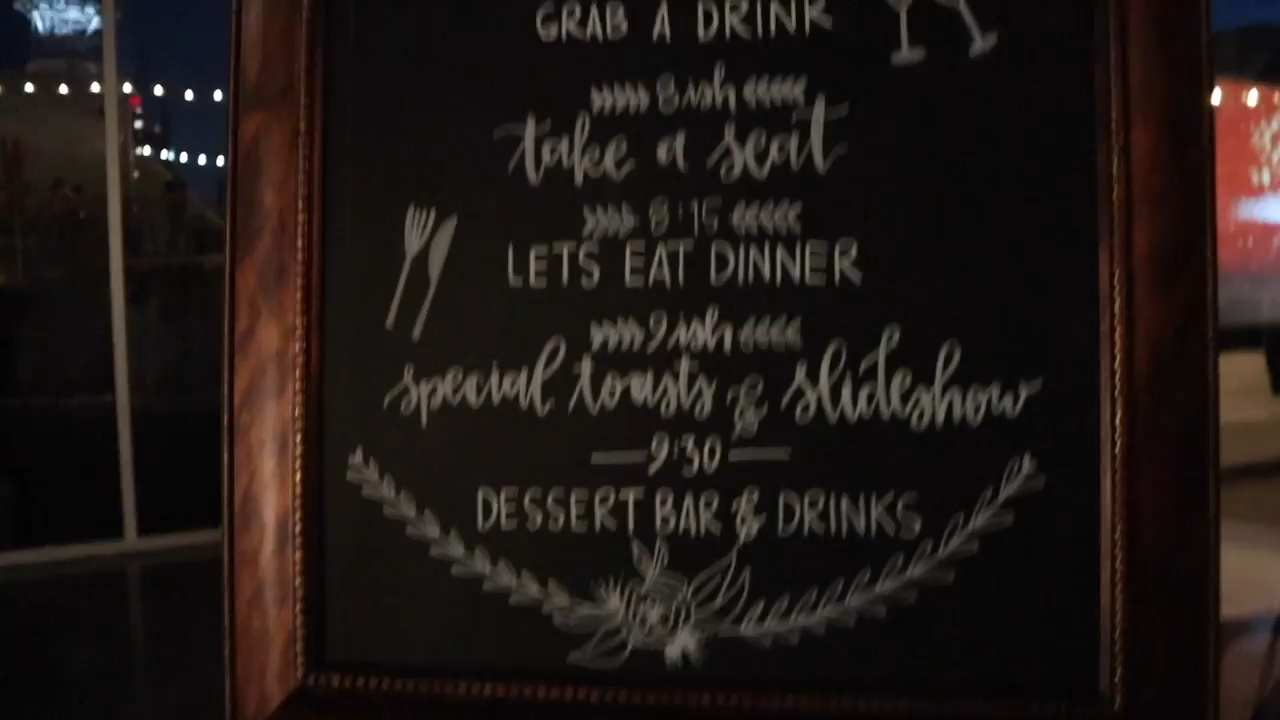 GRAB A DRINK
8ish
take a seat
8:15
LETS EAT DINNER
9ish
special toasts & slideshow
9:30
DESSERT BAR & DRINKS